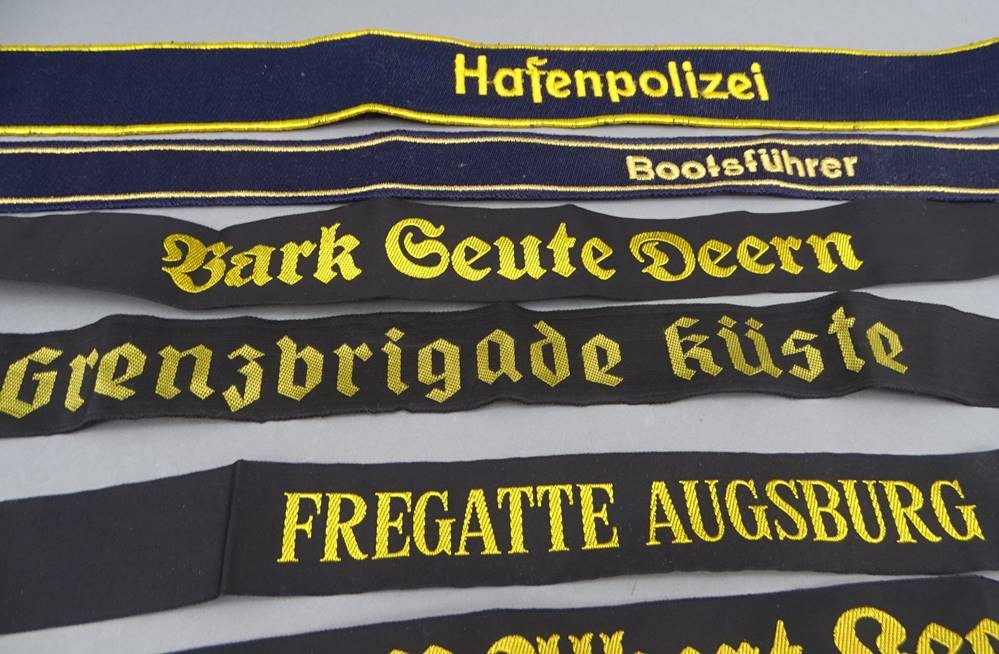 Hafenpolizei
Bootsführer
Bark Seute Deern
Grenzbrigade Küste
FREGATTE AUGSBURG